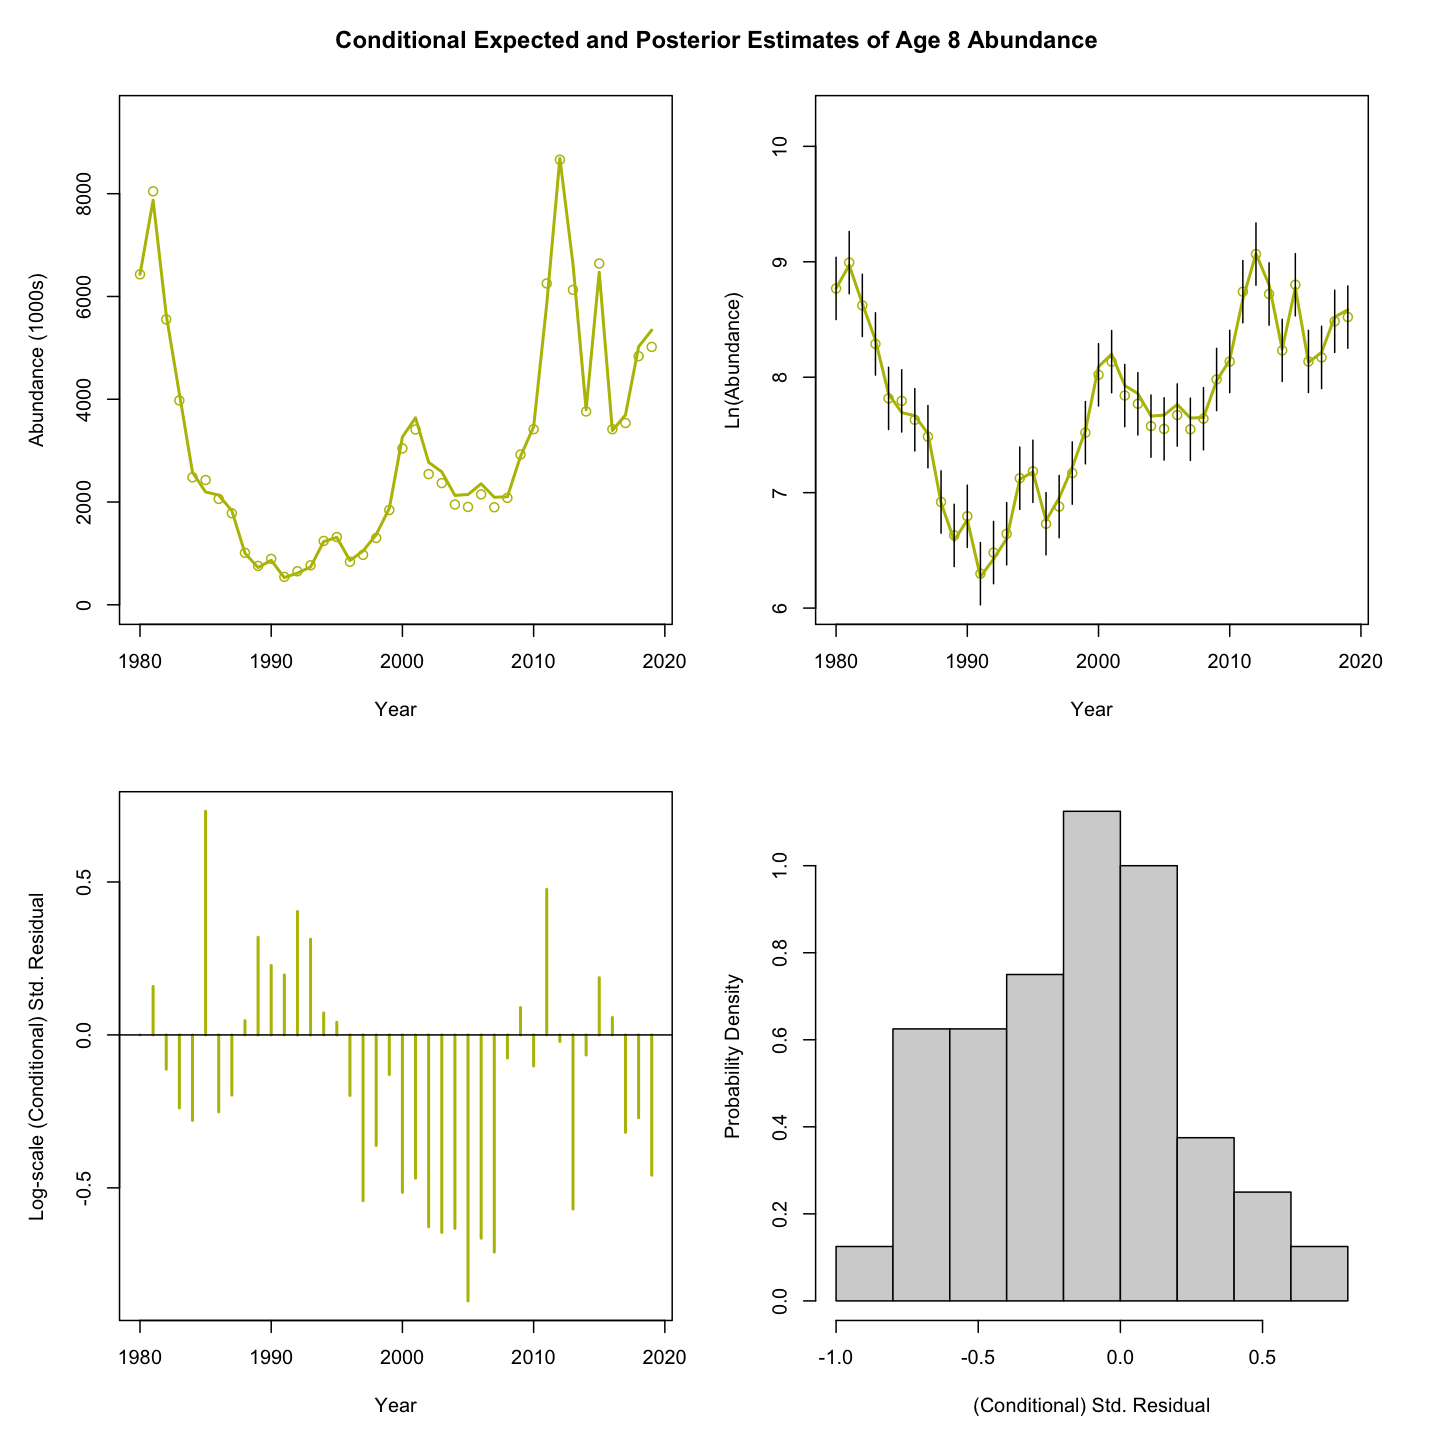 Conditional Expected and Posterior Estimates of Age 8 Abundance
Abundance (1000s)
8000
6000
4000
2000
0
1980 1990 2000 2010 2020
Year
Ln(Abundance)
10
9
8
7
6
1980 1990 2000 2010 2020
Year
Log-scale (Conditional) Std. Residual
0.5
0.0
-0.5
1980 1990 2000 2010 2020
Year
Probability Density
1.0
0.8
0.6
0.4
0.2
0.0
-1.0 -0.5 0.0 0.5
(Conditional) Std. Residual